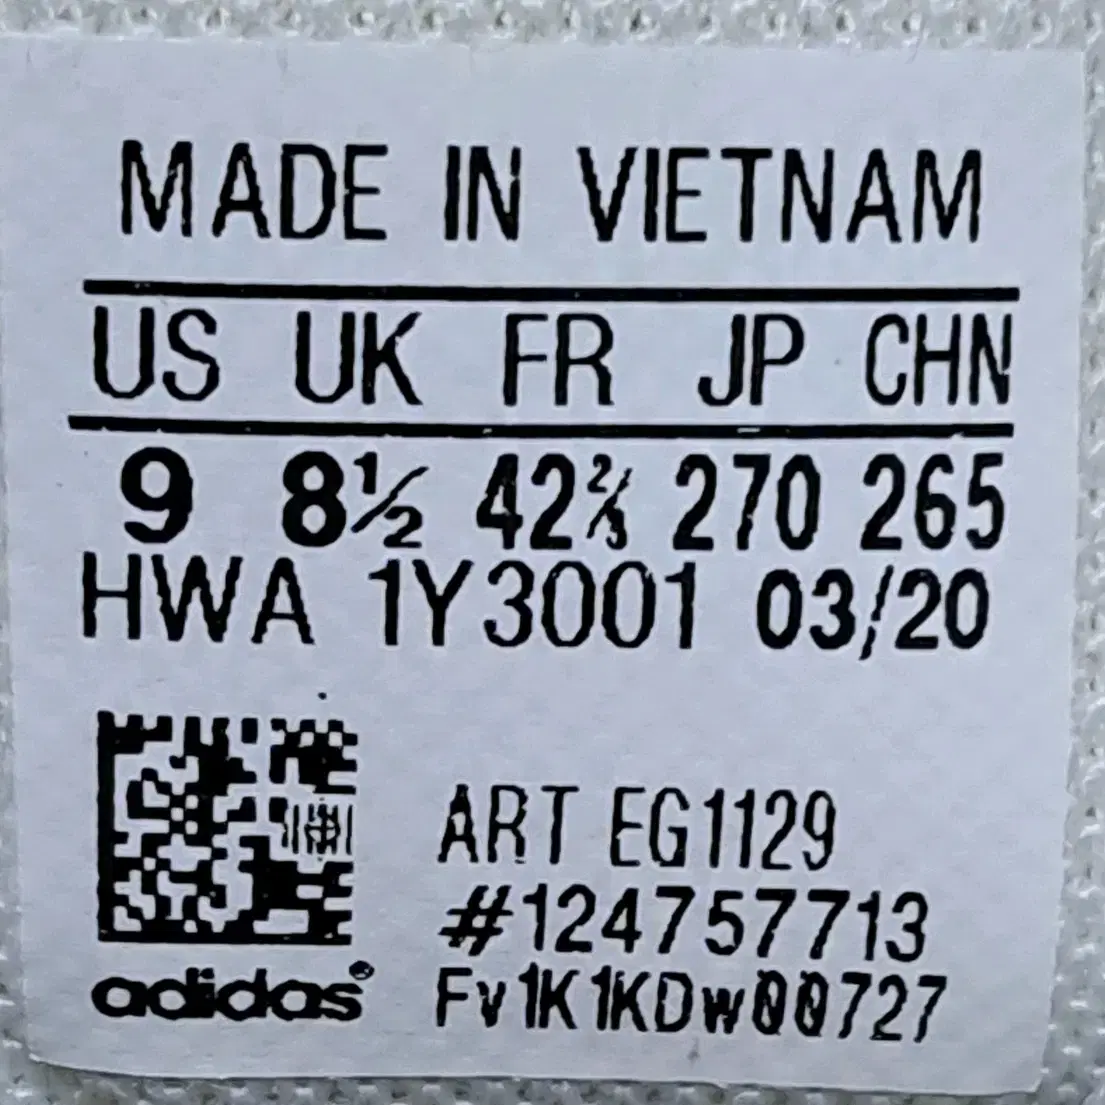 MADE IN VIETNAM
US UK FR JP CHN
9 8½ 42⅔ 270 265
HWA 1Y3001 03/20
ART EG1129
#124757713
Fv1K1KDw00727
adidas®